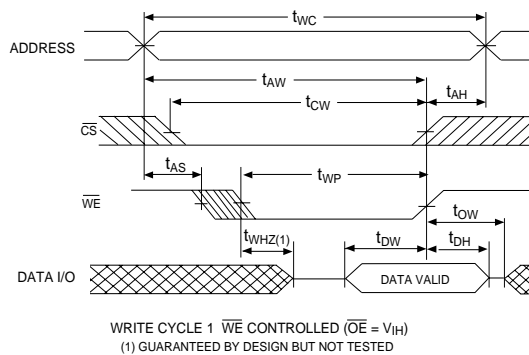 tWC
ADDRESS
tAW
tCW
tAH
CS
tAS
tWP
WE
tOW
tWHZ(1)
tDW
tDH
DATA I/O
DATA VALID
WRITE CYCLE 1 WE CONTROLLED (OE = VIH)
(1) GUARANTEED BY DESIGN BUT NOT TESTED